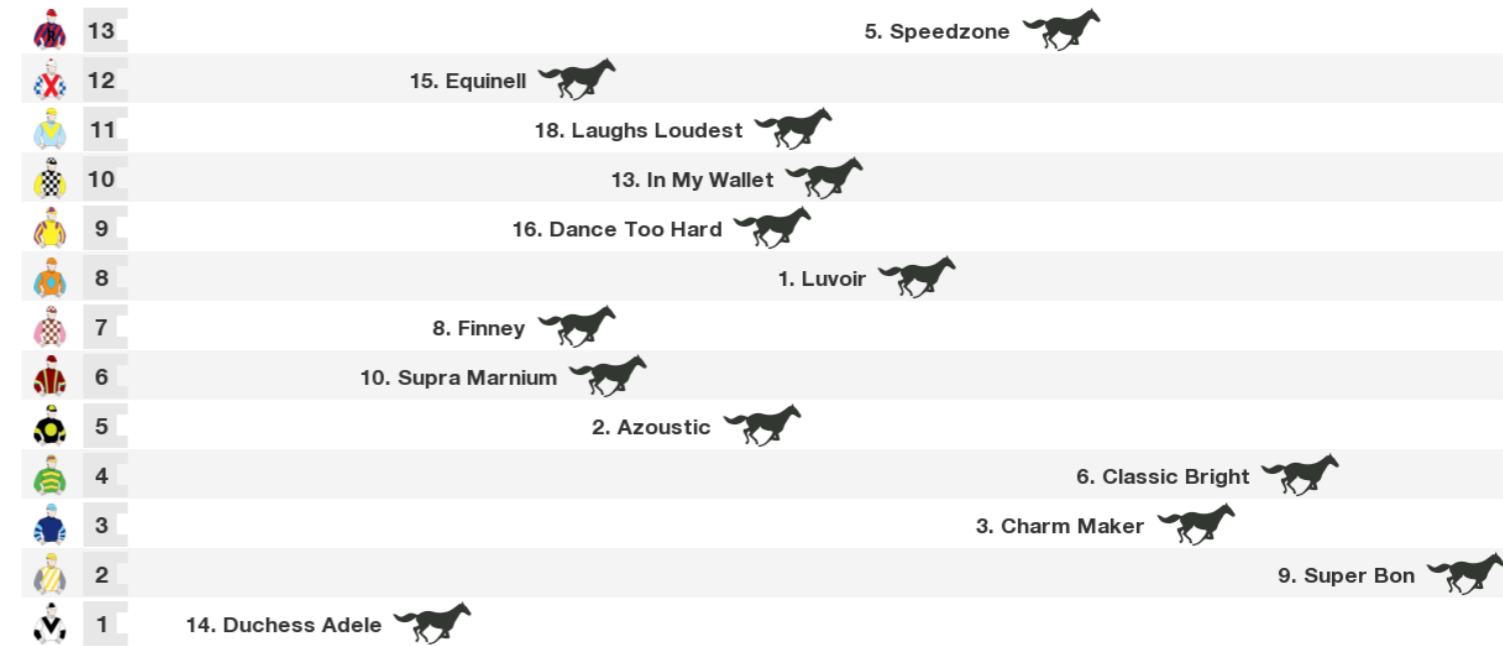 13 5. Speedzone
12 15. Equinell
11 18. Laughs Loudest
10 13. In My Wallet
9 16. Dance Too Hard
8 1. Luvoir
7 8. Finney
6 10. Supra Marnium
5 2. Azoustic
4 6. Classic Bright
3 3. Charm Maker
2 9. Super Bon
1 14. Duchess Adele